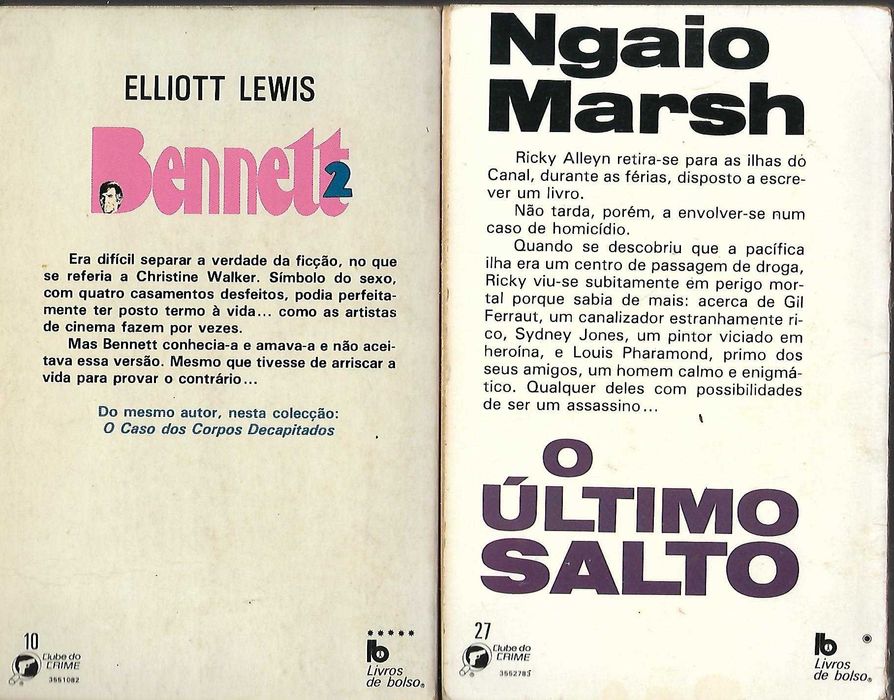 ELLIOTT LEWIS
Bennett
2
Era difícil separar a verdade da ficção, no que
se referia a Christine Walker. Símbolo do sexo,
com quatro casamentos desfeitos, podia perfeita-
mente ter posto termo à vida... como as artistas
de cinema fazem por vezes.
Mas Bennett conhecia-a e amava-a e não acei-
tava essa versão. Mesmo que tivesse de arriscar a
vida para provar o contrário...
Do mesmo autor, nesta colecção:
O Caso dos Corpos Decapitados
10
Clube do
CRIME
3551082
*****
lb
Livros
de bolso®
Ngaio
Marsh
Ricky Alleyn retira-se para as ilhas do
Canal, durante as férias, disposto a escre-
ver um livro.
Não tarda, porém, a envolver-se num
caso de homicídio.
Quando se descobriu que a pacífica
ilha era um centro de passagem de droga,
Ricky viu-se subitamente em perigo mor-
tal porque sabia de mais: acerca de Gil
Ferraut, um canalizador estranhamente ri-
co, Sydney Jones, um pintor viciado em
heroína, e Louis Pharamond, primo dos
seus amigos, um homem calmo e enigmá-
tico. Qualquer deles com possibilidades
de ser um assassino...
O
ÚLTIMO
SALTO
27
Clube do
CRIME
3552785
lb
Livros
de bolso®